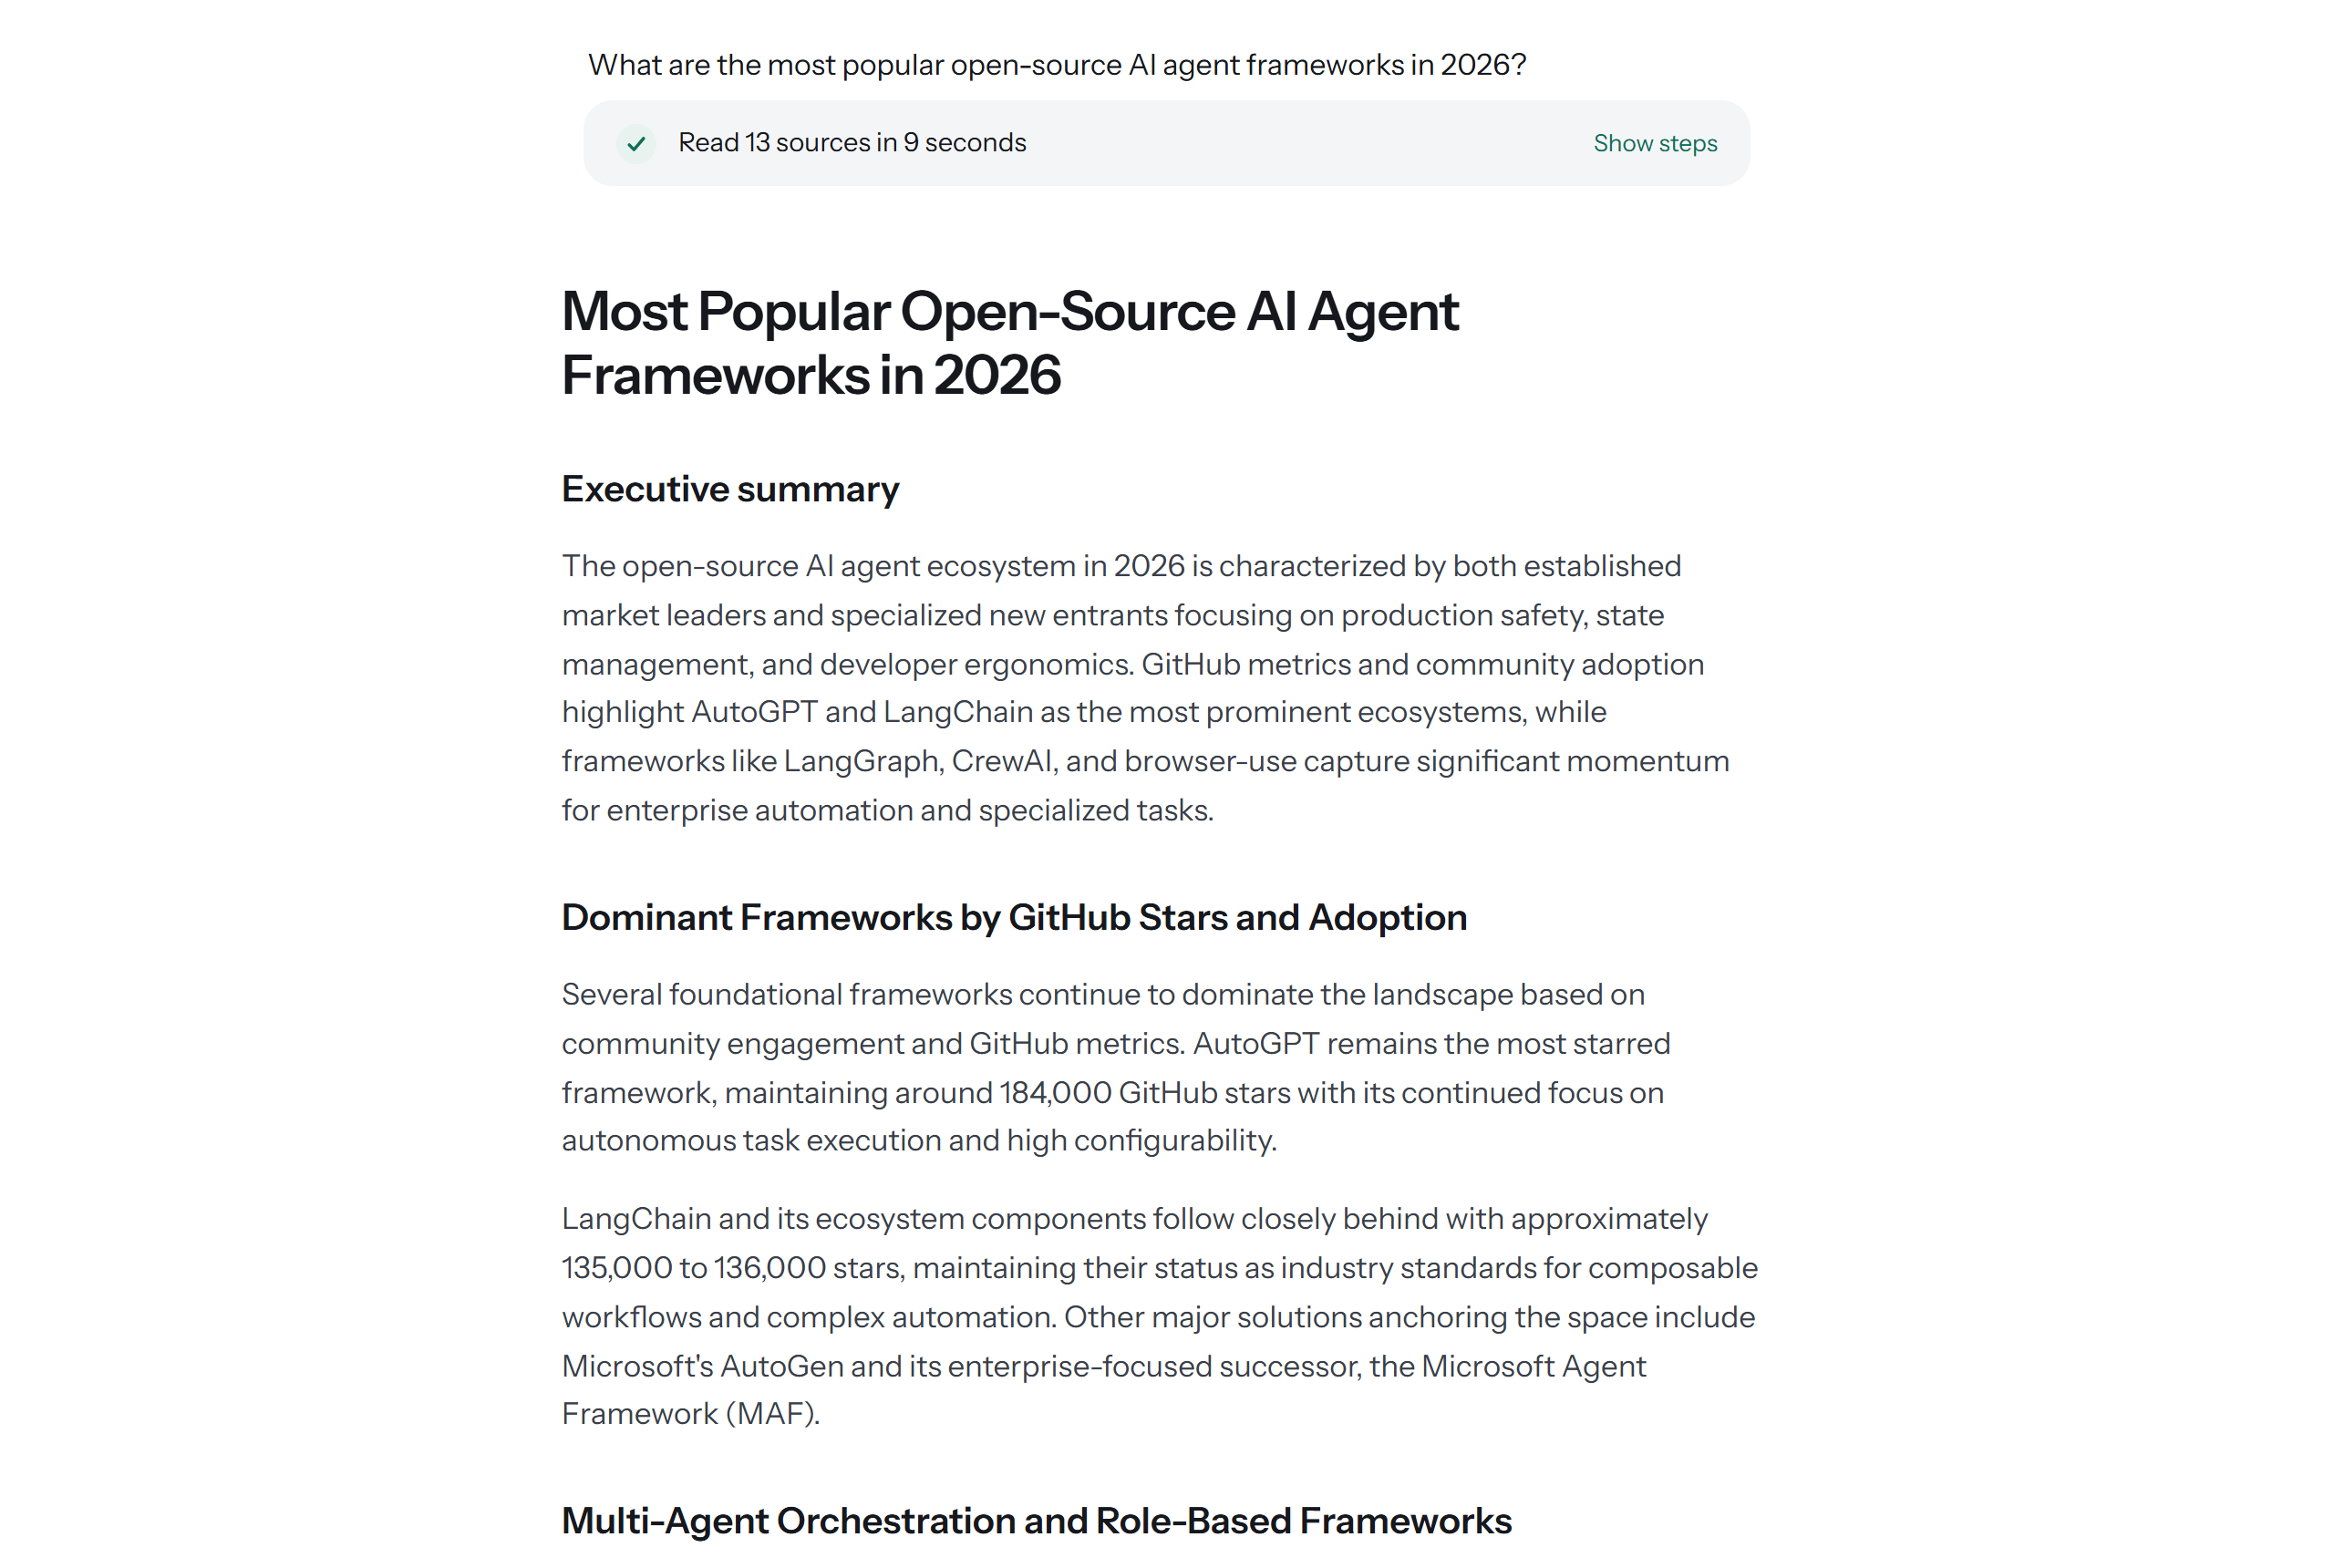 What are the most popular open-source AI agent frameworks in 2026?
Read 13 sources in 9 seconds
Show steps
Most Popular Open-Source AI Agent
Frameworks in 2026
Executive summary
The open-source AI agent ecosystem in 2026 is characterized by both established
market leaders and specialized new entrants focusing on production safety, state
management, and developer ergonomics. GitHub metrics and community adoption
highlight AutoGPT and LangChain as the most prominent ecosystems, while
frameworks like LangGraph, CrewAI, and browser-use capture significant momentum
for enterprise automation and specialized tasks.
Dominant Frameworks by GitHub Stars and Adoption
Several foundational frameworks continue to dominate the landscape based on
community engagement and GitHub metrics. AutoGPT remains the most starred
framework, maintaining around 184,000 GitHub stars with its continued focus on
autonomous task execution and high configurability.
LangChain and its ecosystem components follow closely behind with approximately
135,000 to 136,000 stars, maintaining their status as industry standards for composable
workflows and complex automation. Other major solutions anchoring the space include
Microsoft's AutoGen and its enterprise-focused successor, the Microsoft Agent
Framework (MAF).
Multi-Agent Orchestration and Role-Based Frameworks